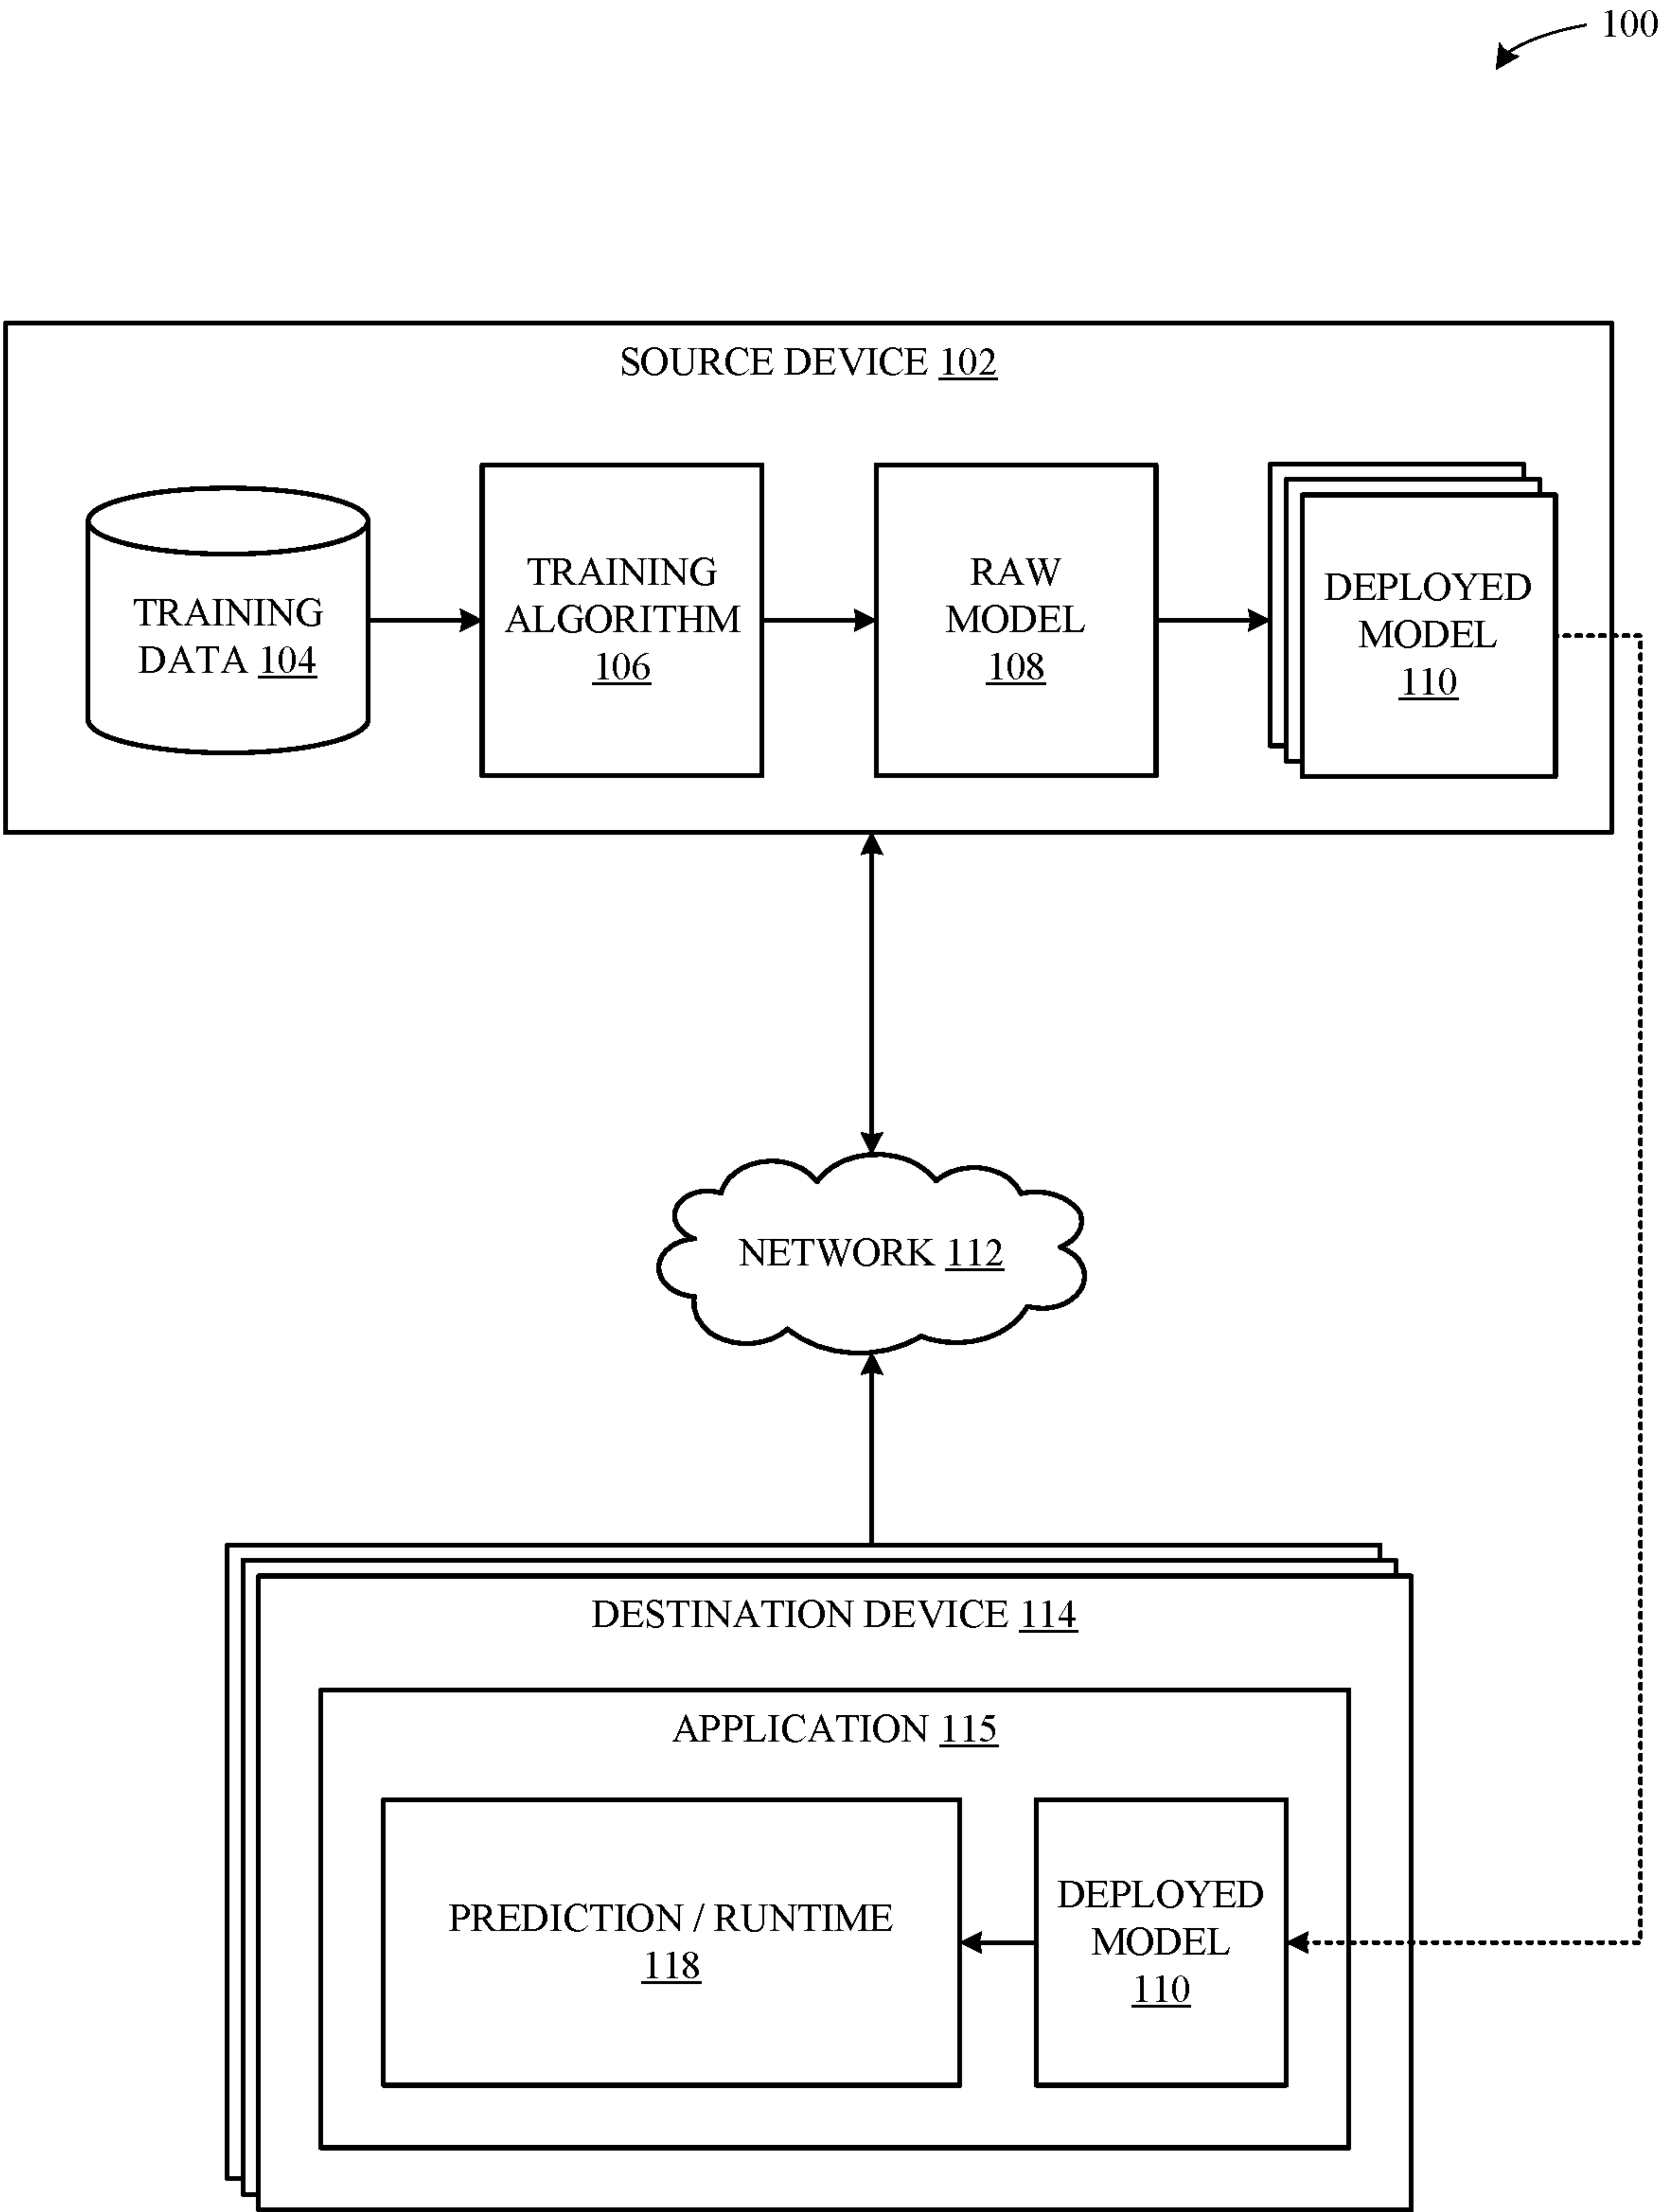 100
SOURCE DEVICE 102
TRAINING
DATA 104
TRAINING
ALGORITHM
106
RAW
MODEL
108
DEPLOYED
MODEL
110
NETWORK 112
DESTINATION DEVICE 114
APPLICATION 115
PREDICTION / RUNTIME
118
DEPLOYED
MODEL
110